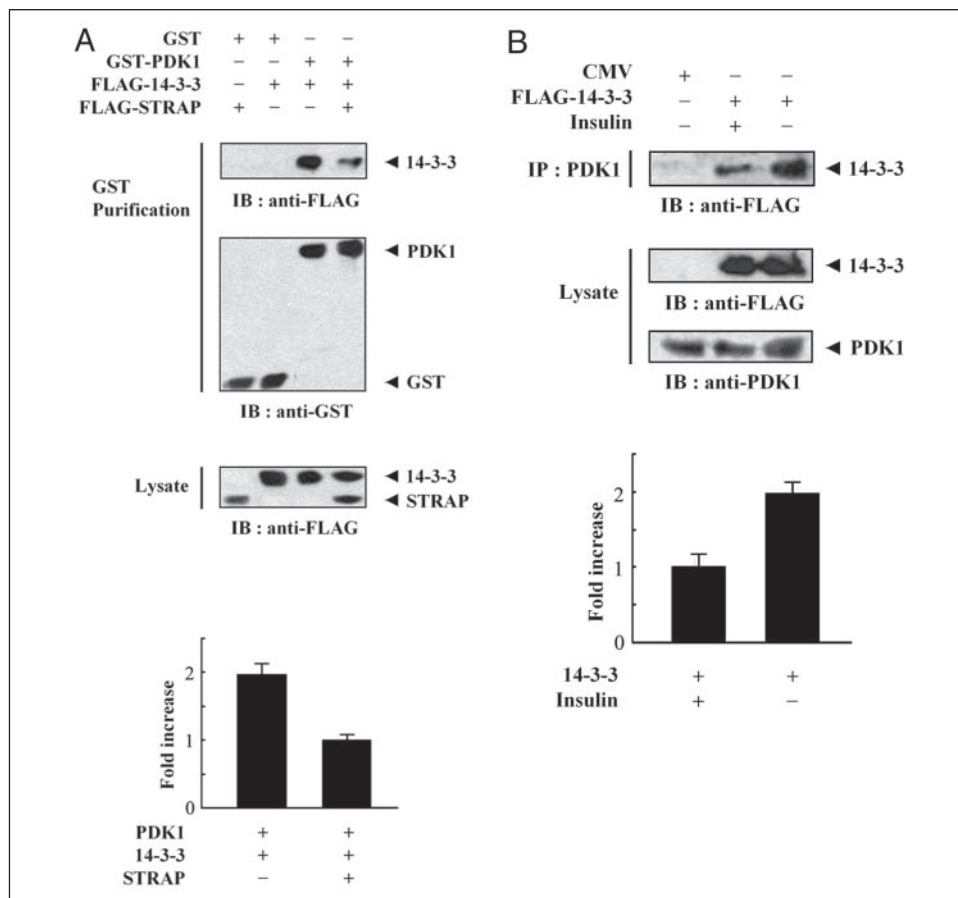 A
GST + + − −
GST-PDK1 − − + +
FLAG-14-3-3 − + + +
FLAG-STRAP + − − +
GST Purification
◄ 14-3-3
IB : anti-FLAG
◄ PDK1
◄ GST
IB : anti-GST
Lysate
◄ 14-3-3
◄ STRAP
IB : anti-FLAG
Fold increase
2
1
0
PDK1 + +
14-3-3 + +
STRAP − +
B
CMV + − −
FLAG-14-3-3 − + +
Insulin − + −
IP : PDK1 ◄ 14-3-3
IB : anti-FLAG
Lysate
◄ 14-3-3
IB : anti-FLAG
◄ PDK1
IB : anti-PDK1
Fold increase
2
1
0
14-3-3 + +
Insulin + −